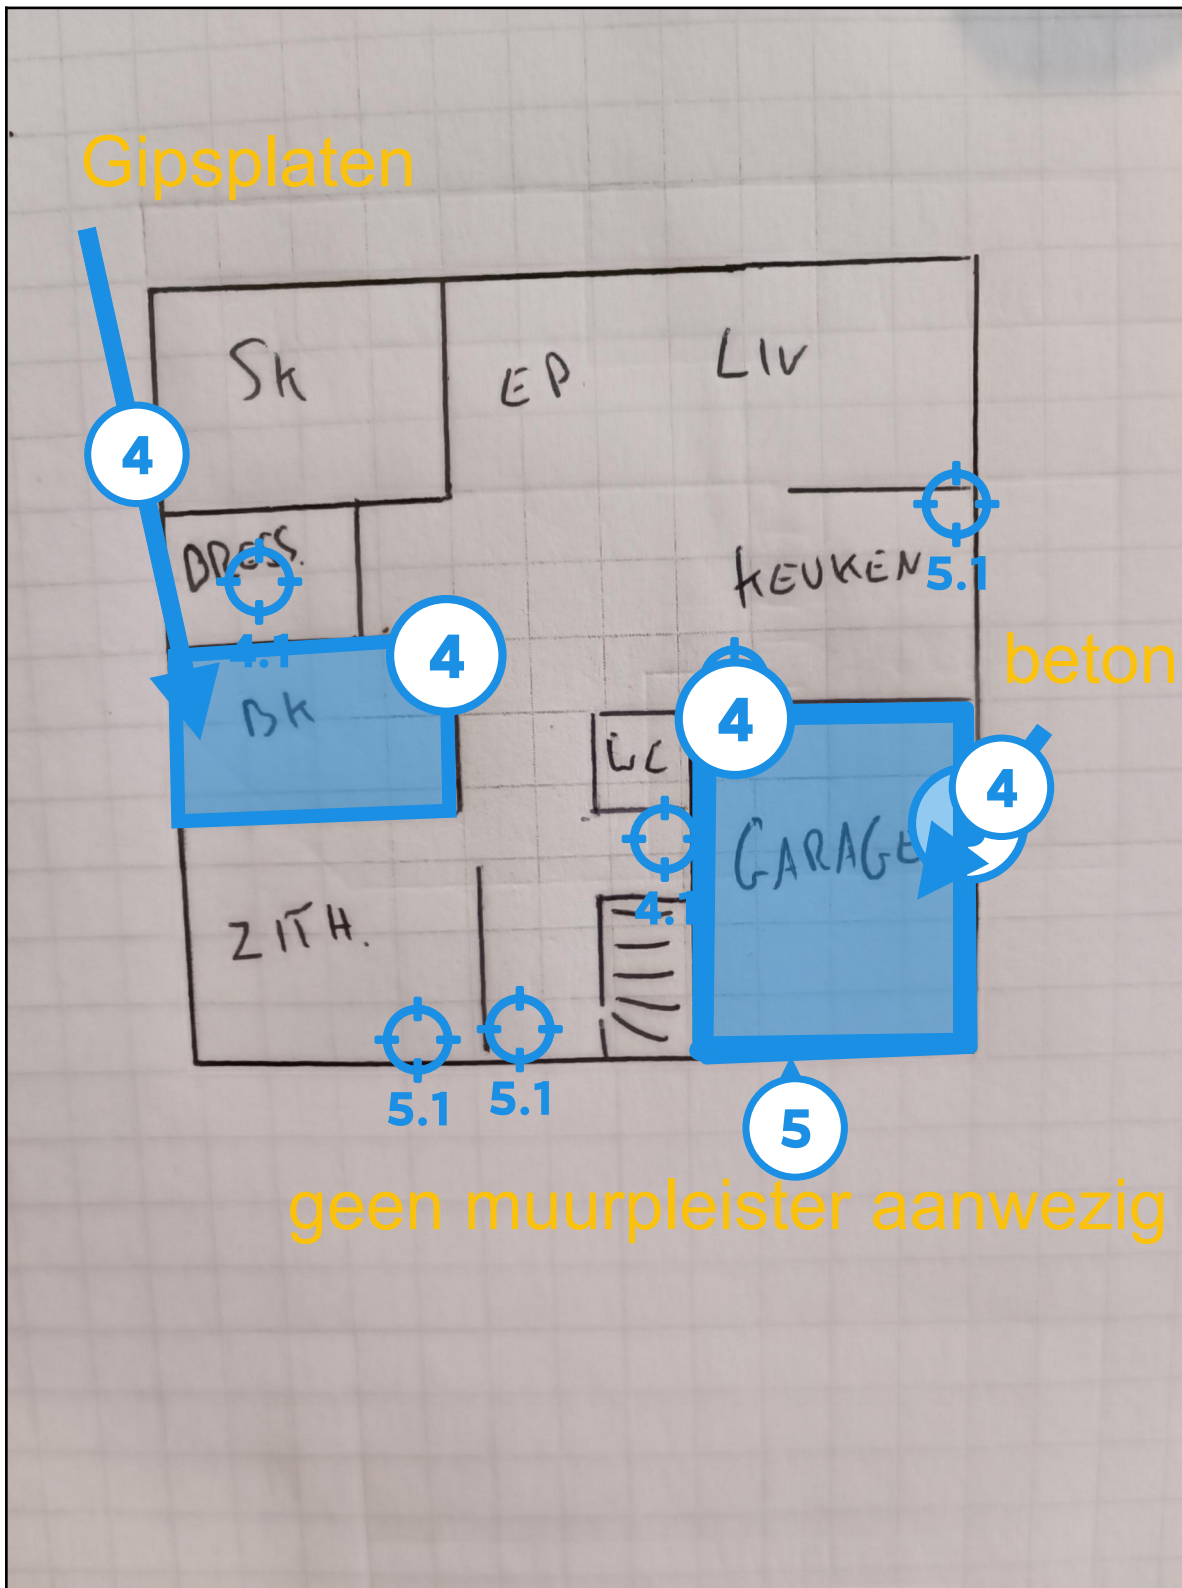 Gipsplaten
Sk
EP
LIV
4
DRESS.
KEUKEN
5.1
4.1
4
beton
BK
4
WC
4
GARAGE
4.1
ZITH.
5.1
5.1
5
geen muurpleister aanwezig